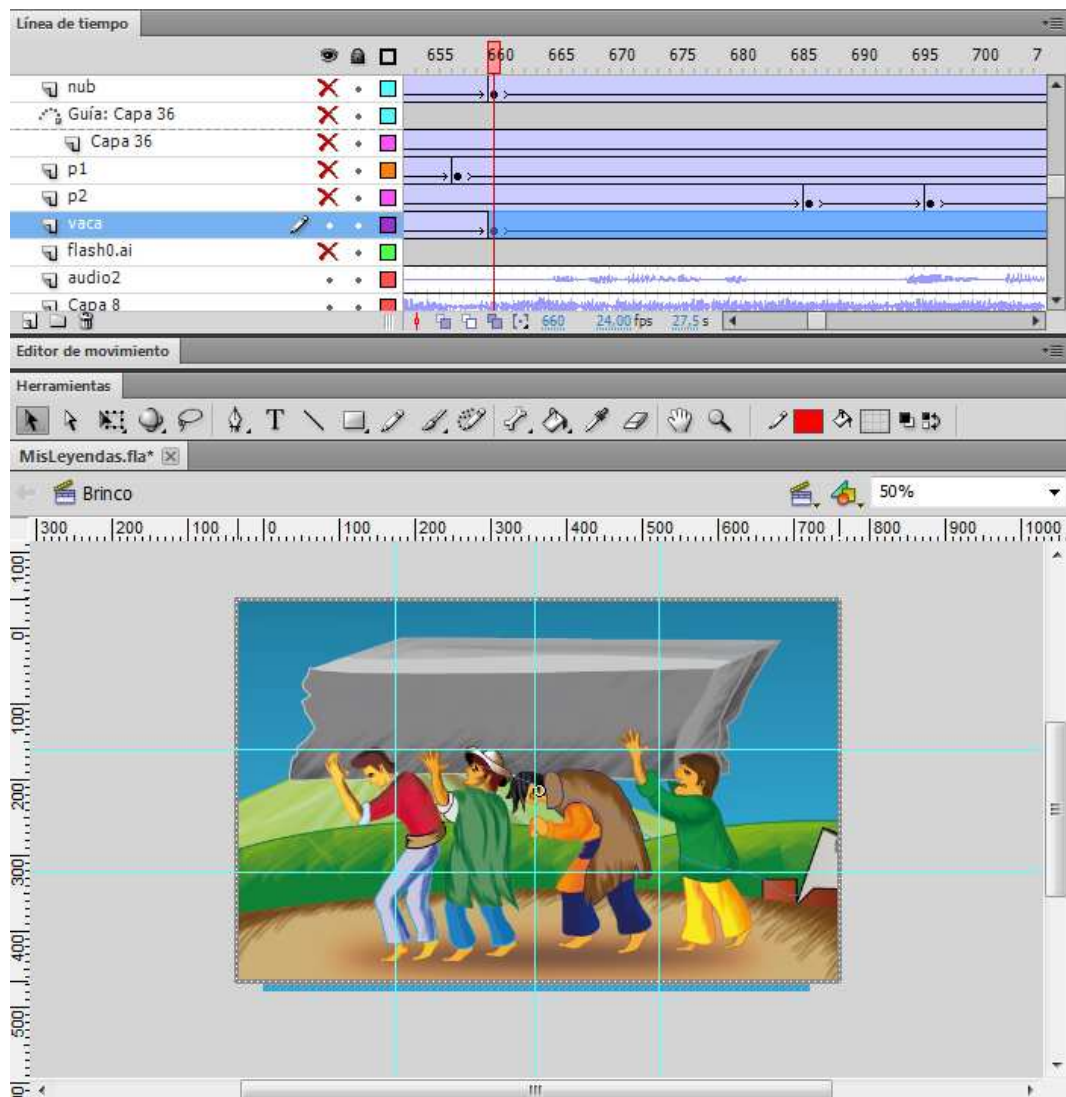 Línea de tiempo
655 660 665 670 675 680 685 690 695 700 7
nub
Guía: Capa 36
Capa 36
p1
p2
vaca
flash0.ai
audio2
Capa 8
660 24.00 fps 27.5 s
Editor de movimiento
Herramientas
T
MisLeyendas.fla*
Brinco 50%
300 200 100 0 100 200 300 400 500 600 700 800 900 1000
100
0
100
200
300
400
500